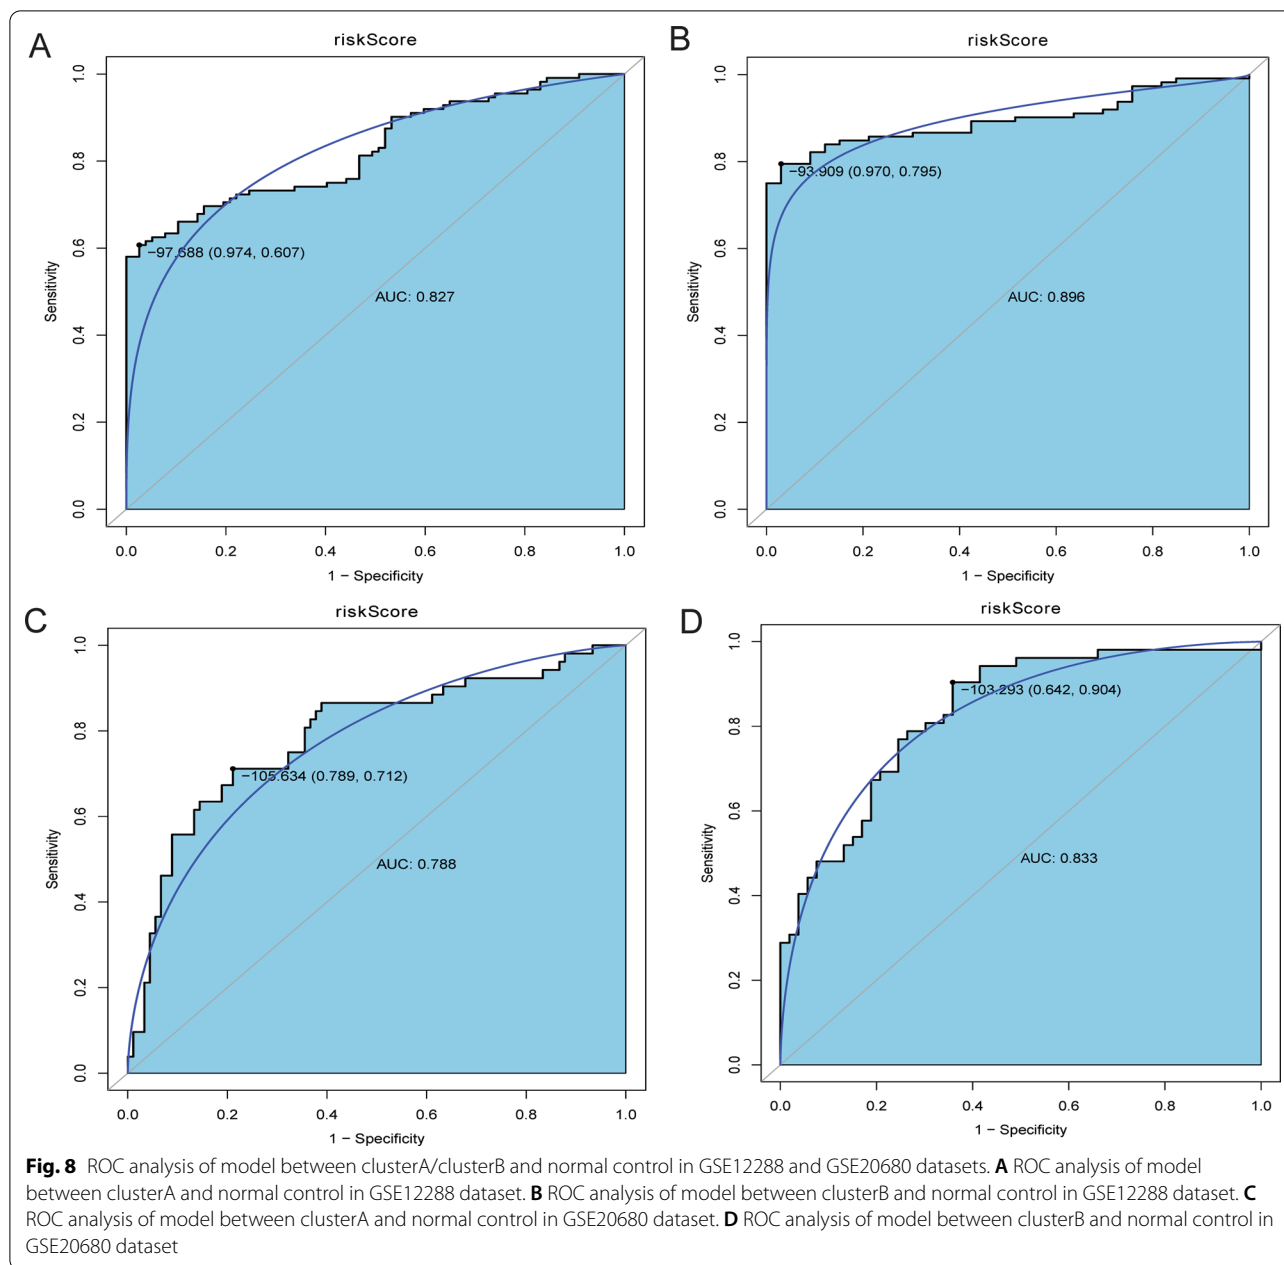 A
riskScore
1.0
0.8
0.6
0.4
0.2
0.0
Sensitivity
−97.688 (0.974, 0.607)
AUC: 0.827
0.0 0.2 0.4 0.6 0.8 1.0
1 − Specificity
B
riskScore
1.0
0.8
0.6
0.4
0.2
0.0
Sensitivity
−93.909 (0.970, 0.795)
AUC: 0.896
0.0 0.2 0.4 0.6 0.8 1.0
1 − Specificity
C
riskScore
1.0
0.8
0.6
0.4
0.2
0.0
Sensitivity
−105.634 (0.789, 0.712)
AUC: 0.788
0.0 0.2 0.4 0.6 0.8 1.0
1 − Specificity
D
riskScore
1.0
0.8
0.6
0.4
0.2
0.0
Sensitivity
−103.293 (0.642, 0.904)
AUC: 0.833
0.0 0.2 0.4 0.6 0.8 1.0
1 − Specificity
Fig. 8 ROC analysis of model between clusterA/clusterB and normal control in GSE12288 and GSE20680 datasets. A ROC analysis of model
between clusterA and normal control in GSE12288 dataset. B ROC analysis of model between clusterB and normal control in GSE12288 dataset. C
ROC analysis of model between clusterA and normal control in GSE20680 dataset. D ROC analysis of model between clusterB and normal control in
GSE20680 dataset